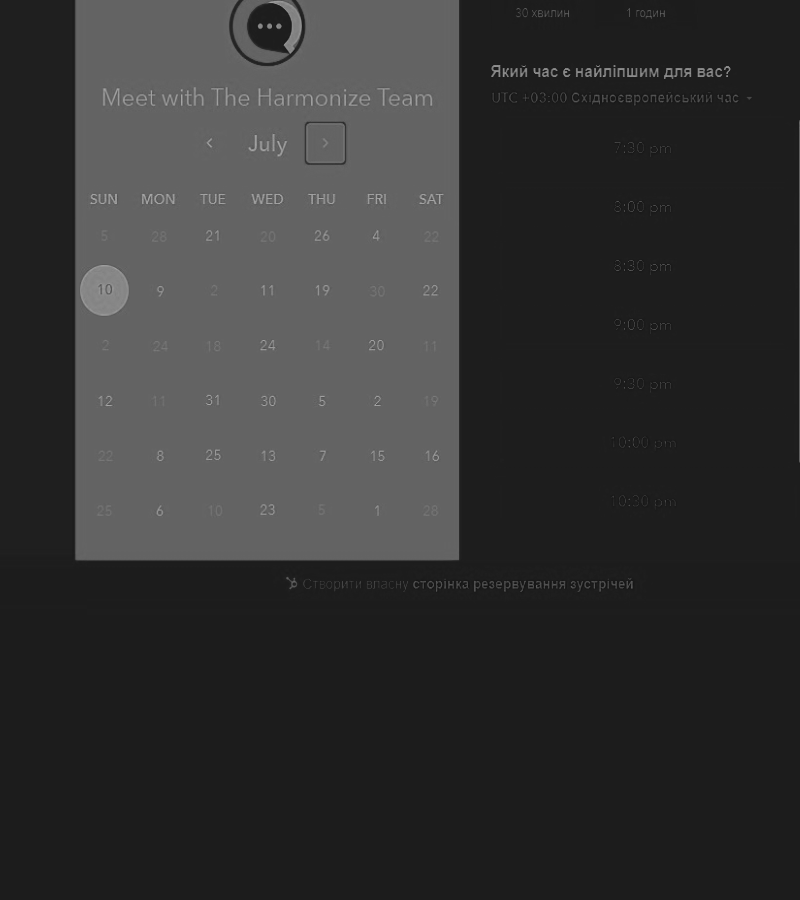 30 хвилин 1 годин
Який час є найліпшим для вас?
UTC +03:00 Східноєвропейський час
Meet with The Harmonize Team
July
SUN MON TUE WED THU FRI SAT
5 26 21 20 26 4 22
10 9 2 11 19 30 22
2 24 18 24 14 20 11
12 11 31 30 5 2 19
22 8 25 13 7 15 16
25 6 10 23 5 1 28
7:30 pm
8:00 pm
8:30 pm
9:00 pm
9:30 pm
10:00 pm
10:30 pm
Створити власну сторінка резервування зустрічей